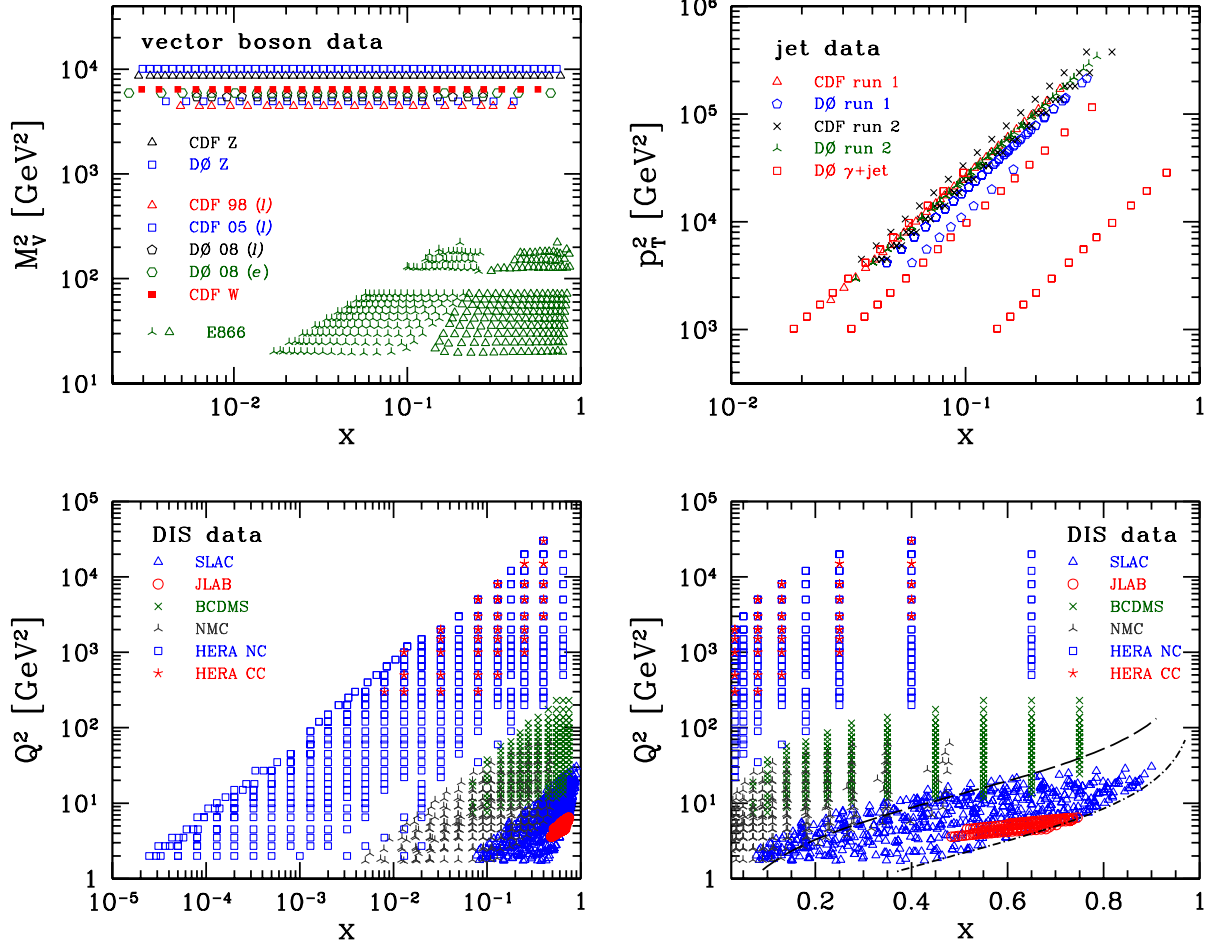 vector boson data
10⁴
10³
10²
10¹
M²_V [GeV²]
CDF Z
DØ Z
CDF 98 (l)
CDF 05 (l)
DØ 08 (l)
DØ 08 (e)
CDF W
E866
10⁻²
10⁻¹
1
x
jet data
10⁶
10⁵
10⁴
10³
p²_T [GeV²]
CDF run 1
DØ run 1
CDF run 2
DØ run 2
DØ γ+jet
10⁻²
10⁻¹
1
x
DIS data
10⁵
10⁴
10³
10²
10¹
1
Q² [GeV²]
SLAC
JLAB
BCDMS
NMC
HERA NC
HERA CC
10⁻⁵
10⁻⁴
10⁻³
10⁻²
10⁻¹
1
x
DIS data
10⁵
10⁴
10³
10²
10¹
1
Q² [GeV²]
SLAC
JLAB
BCDMS
NMC
HERA NC
HERA CC
0.2
0.4
0.6
0.8
1
x